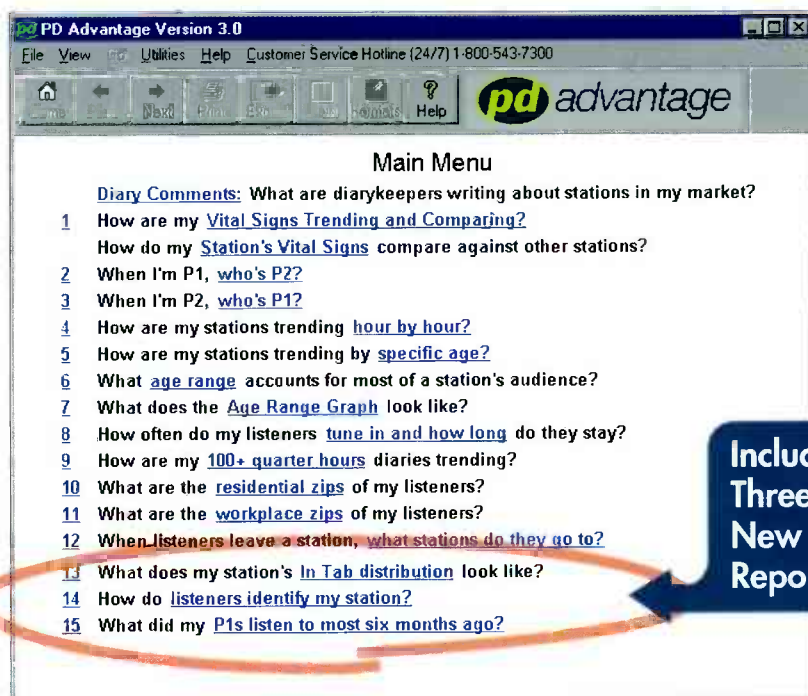 pd PD Advantage Version 3.0
File View Utilities Help Customer Service Hotline (24/7) 1-800-543-7300
Next Help
pd advantage
Main Menu
Diary Comments: What are diarykeepers writing about stations in my market?
1 How are my Vital Signs Trending and Comparing?
How do my Station's Vital Signs compare against other stations?
2 When I'm P1, who's P2?
3 When I'm P2, who's P1?
4 How are my stations trending hour by hour?
5 How are my stations trending by specific age?
6 What age range accounts for most of a station's audience?
7 What does the Age Range Graph look like?
8 How often do my listeners tune in and how long do they stay?
9 How are my 100+ quarter hours diaries trending?
10 What are the residential zips of my listeners?
11 What are the workplace zips of my listeners?
12 When listeners leave a station, what stations do they go to?
13 What does my station's In Tab distribution look like?
14 How do listeners identify my station?
15 What did my P1s listen to most six months ago?
Includ
Three
New
Repo